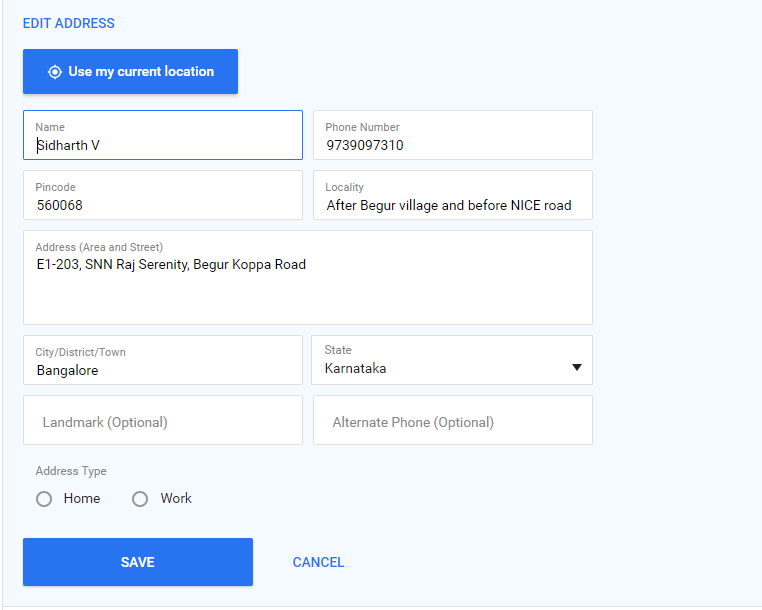 EDIT ADDRESS
Use my current location
Name
Sidharth V
Phone Number
9739097310
Pincode
560068
Locality
After Begur village and before NICE road
Address (Area and Street)
E1-203, SNN Raj Serenity, Begur Koppa Road
City/District/Town
Bangalore
State
Karnataka
Landmark (Optional)
Alternate Phone (Optional)
Address Type
Home
Work
SAVE
CANCEL